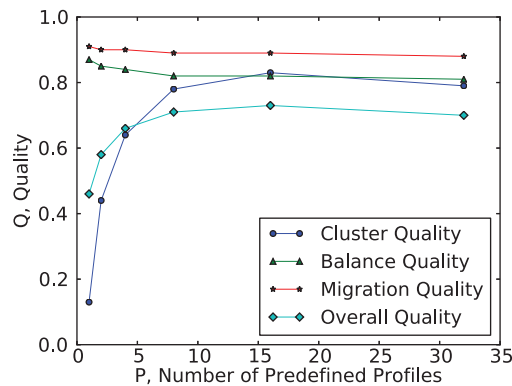 1.0
0.8
0.6
0.4
0.2
0.0
Q, Quality
Cluster Quality
Balance Quality
Migration Quality
Overall Quality
0 5 10 15 20 25 30 35
P, Number of Predefined Profiles